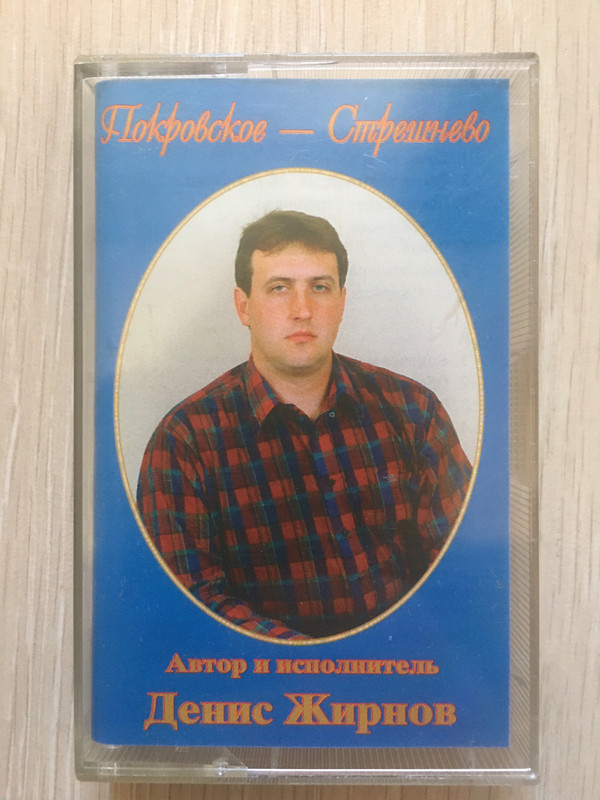 Покровское — Стрешнево
Автор и исполнитель
Денис Жирнов